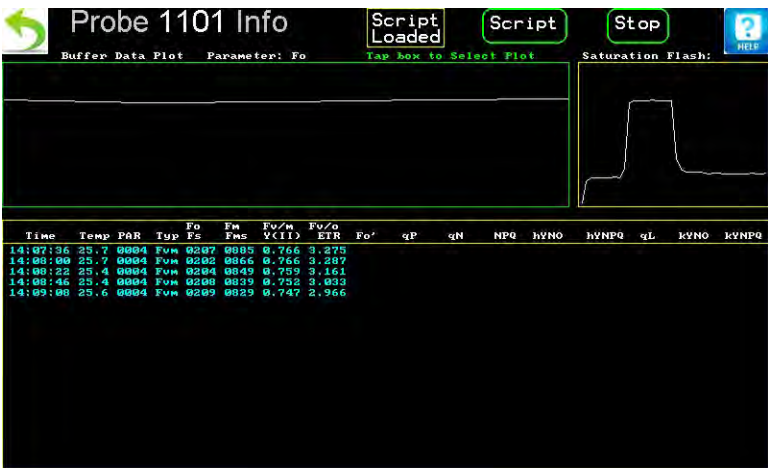 Probe 1101 Info
Script Loaded
Script
Stop
?
HELP
Buffer Data Plot Parameter: Fo Tap box to Select Plot Saturation Flash:
Fo Fm Fv/m Fv/o
Time Temp PAR Typ Fs Fms Y(II) ETR Fo' qP qN NPQ hYNO hYNPQ qL kYNO kYNPQ
14:07:36 25.7 0004 Fvm 0207 0885 0.766 3.275
14:08:00 25.7 0004 Fvm 0202 0866 0.766 3.287
14:08:22 25.4 0004 Fvm 0204 0849 0.759 3.161
14:08:46 25.4 0004 Fvm 0208 0839 0.752 3.033
14:09:08 25.6 0004 Fvm 0209 0829 0.747 2.966